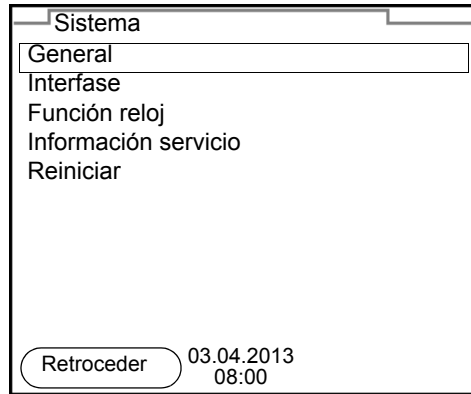 Sistema
General
Interfase
Función reloj
Información servicio
Reiniciar
Retroceder
03.04.2013
08:00